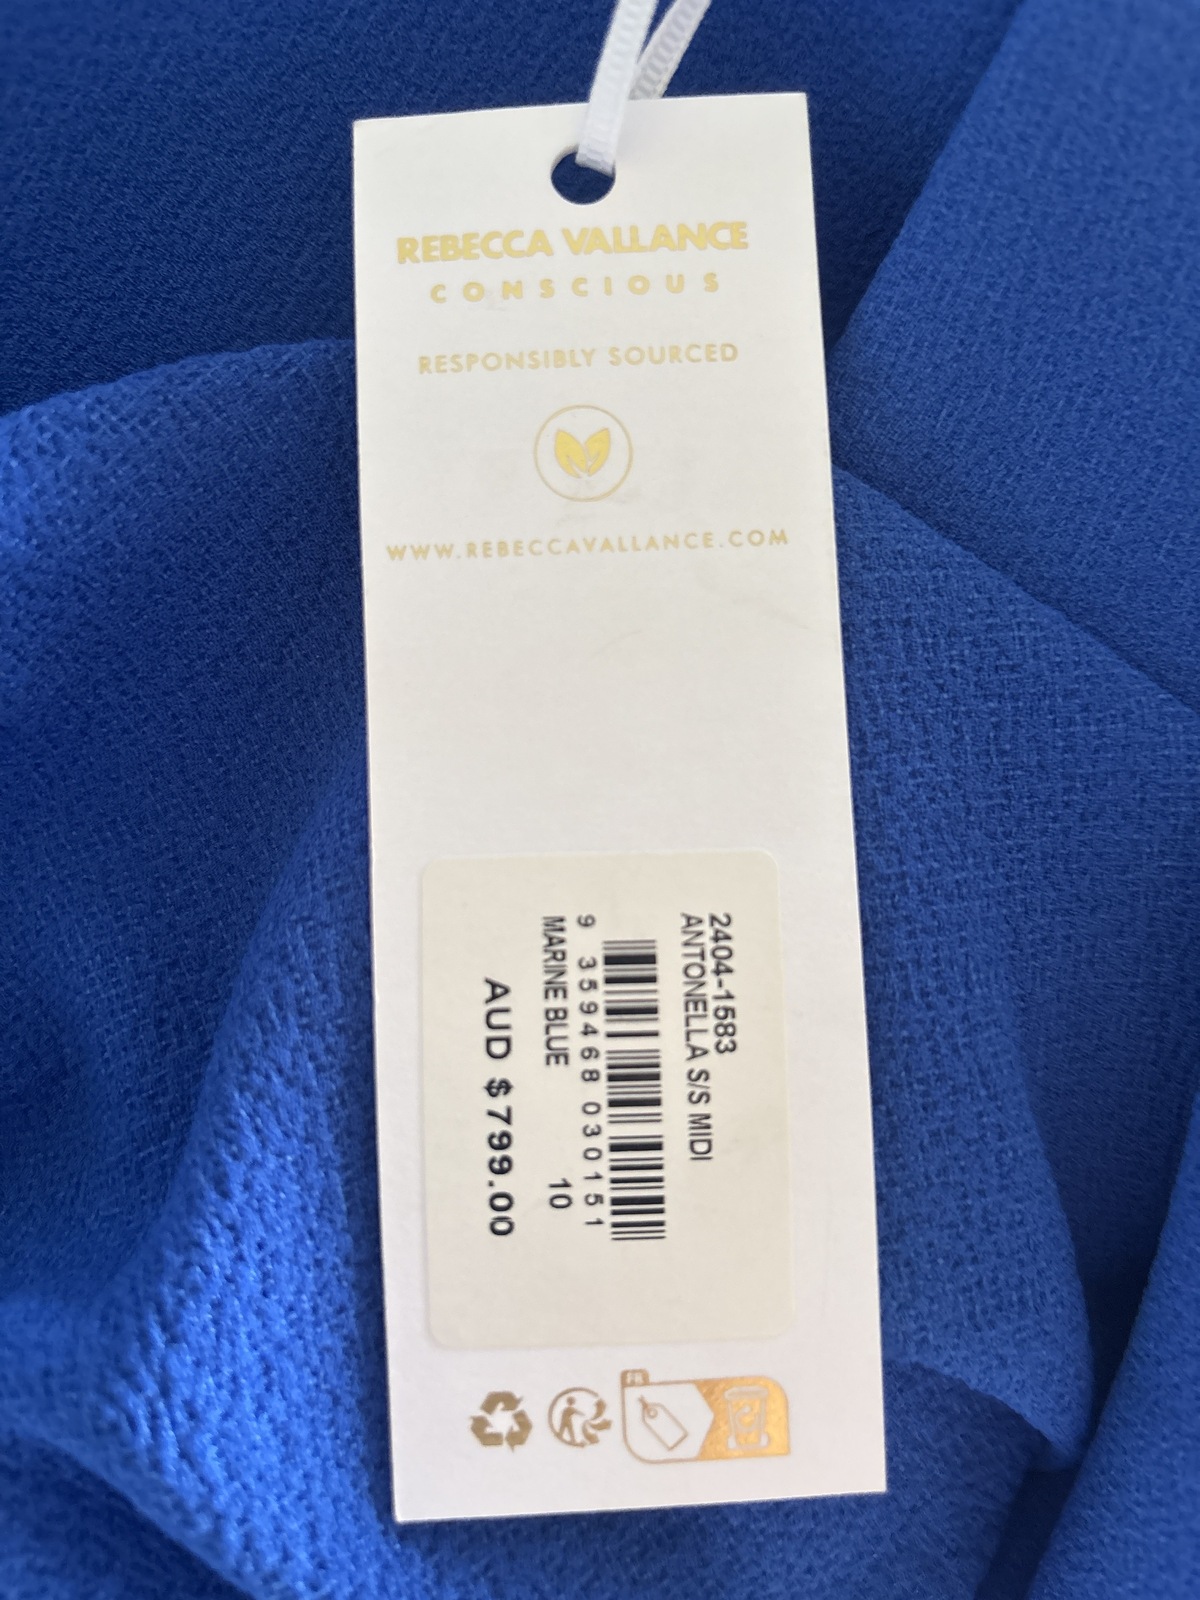 REBECCA VALLANCE
CONSCIOUS
RESPONSIBLY SOURCED
WWW.REBECCAVALLANCE.COM
2404-1583
ANTONELLA S/S MIDI
9 359468 030151
MARINE BLUE 10
AUD $799.00
FR